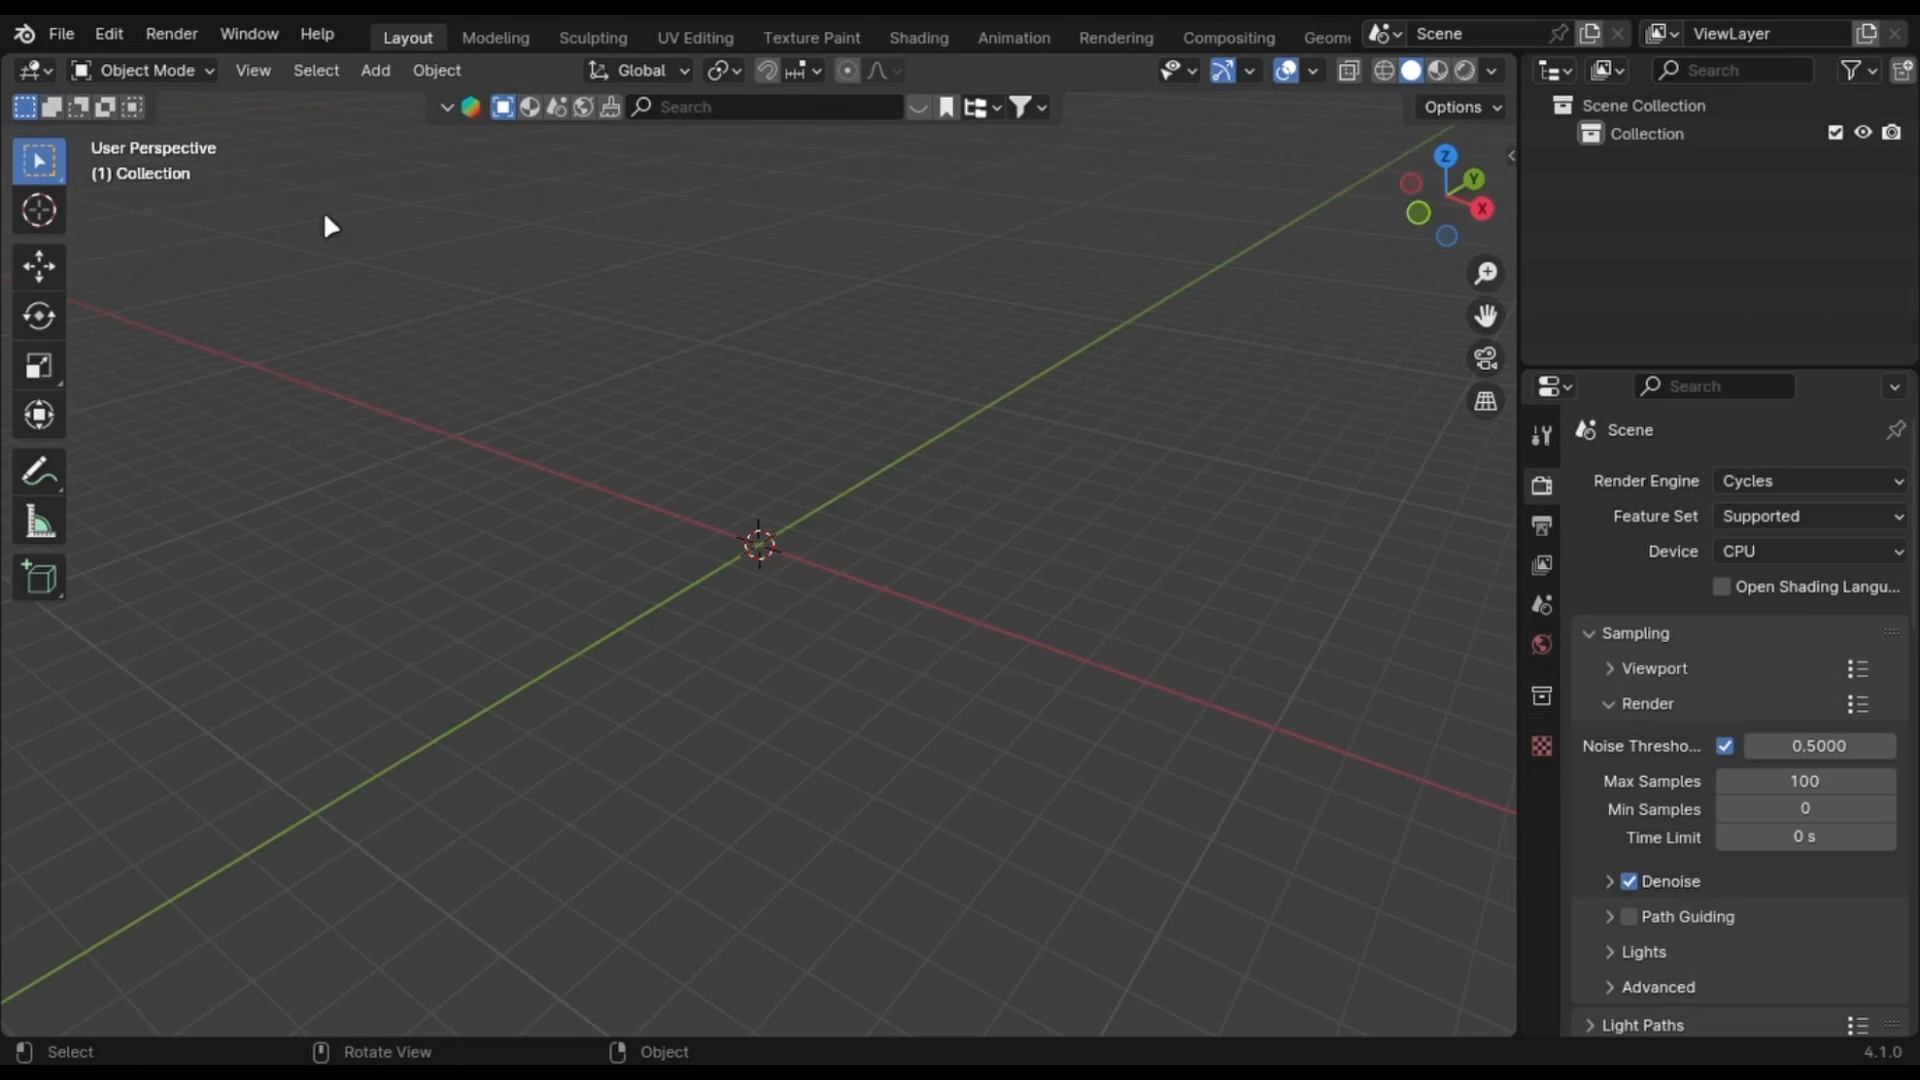 File Edit Render Window Help Layout Modeling Sculpting UV Editing Texture Paint Shading Animation Rendering Compositing Geome Scene ViewLayer
Object Mode View Select Add Object Global Search
Search Options
User Perspective
(1) Collection
Z
Y
X
Scene Collection
Collection
Search
Scene
Render Engine Cycles
Feature Set Supported
Device CPU
Open Shading Langu...
Sampling
Viewport
Render
Noise Thresho... 0.5000
Max Samples 100
Min Samples 0
Time Limit 0 s
Denoise
Path Guiding
Lights
Advanced
Light Paths
Select Rotate View Object 4.1.0